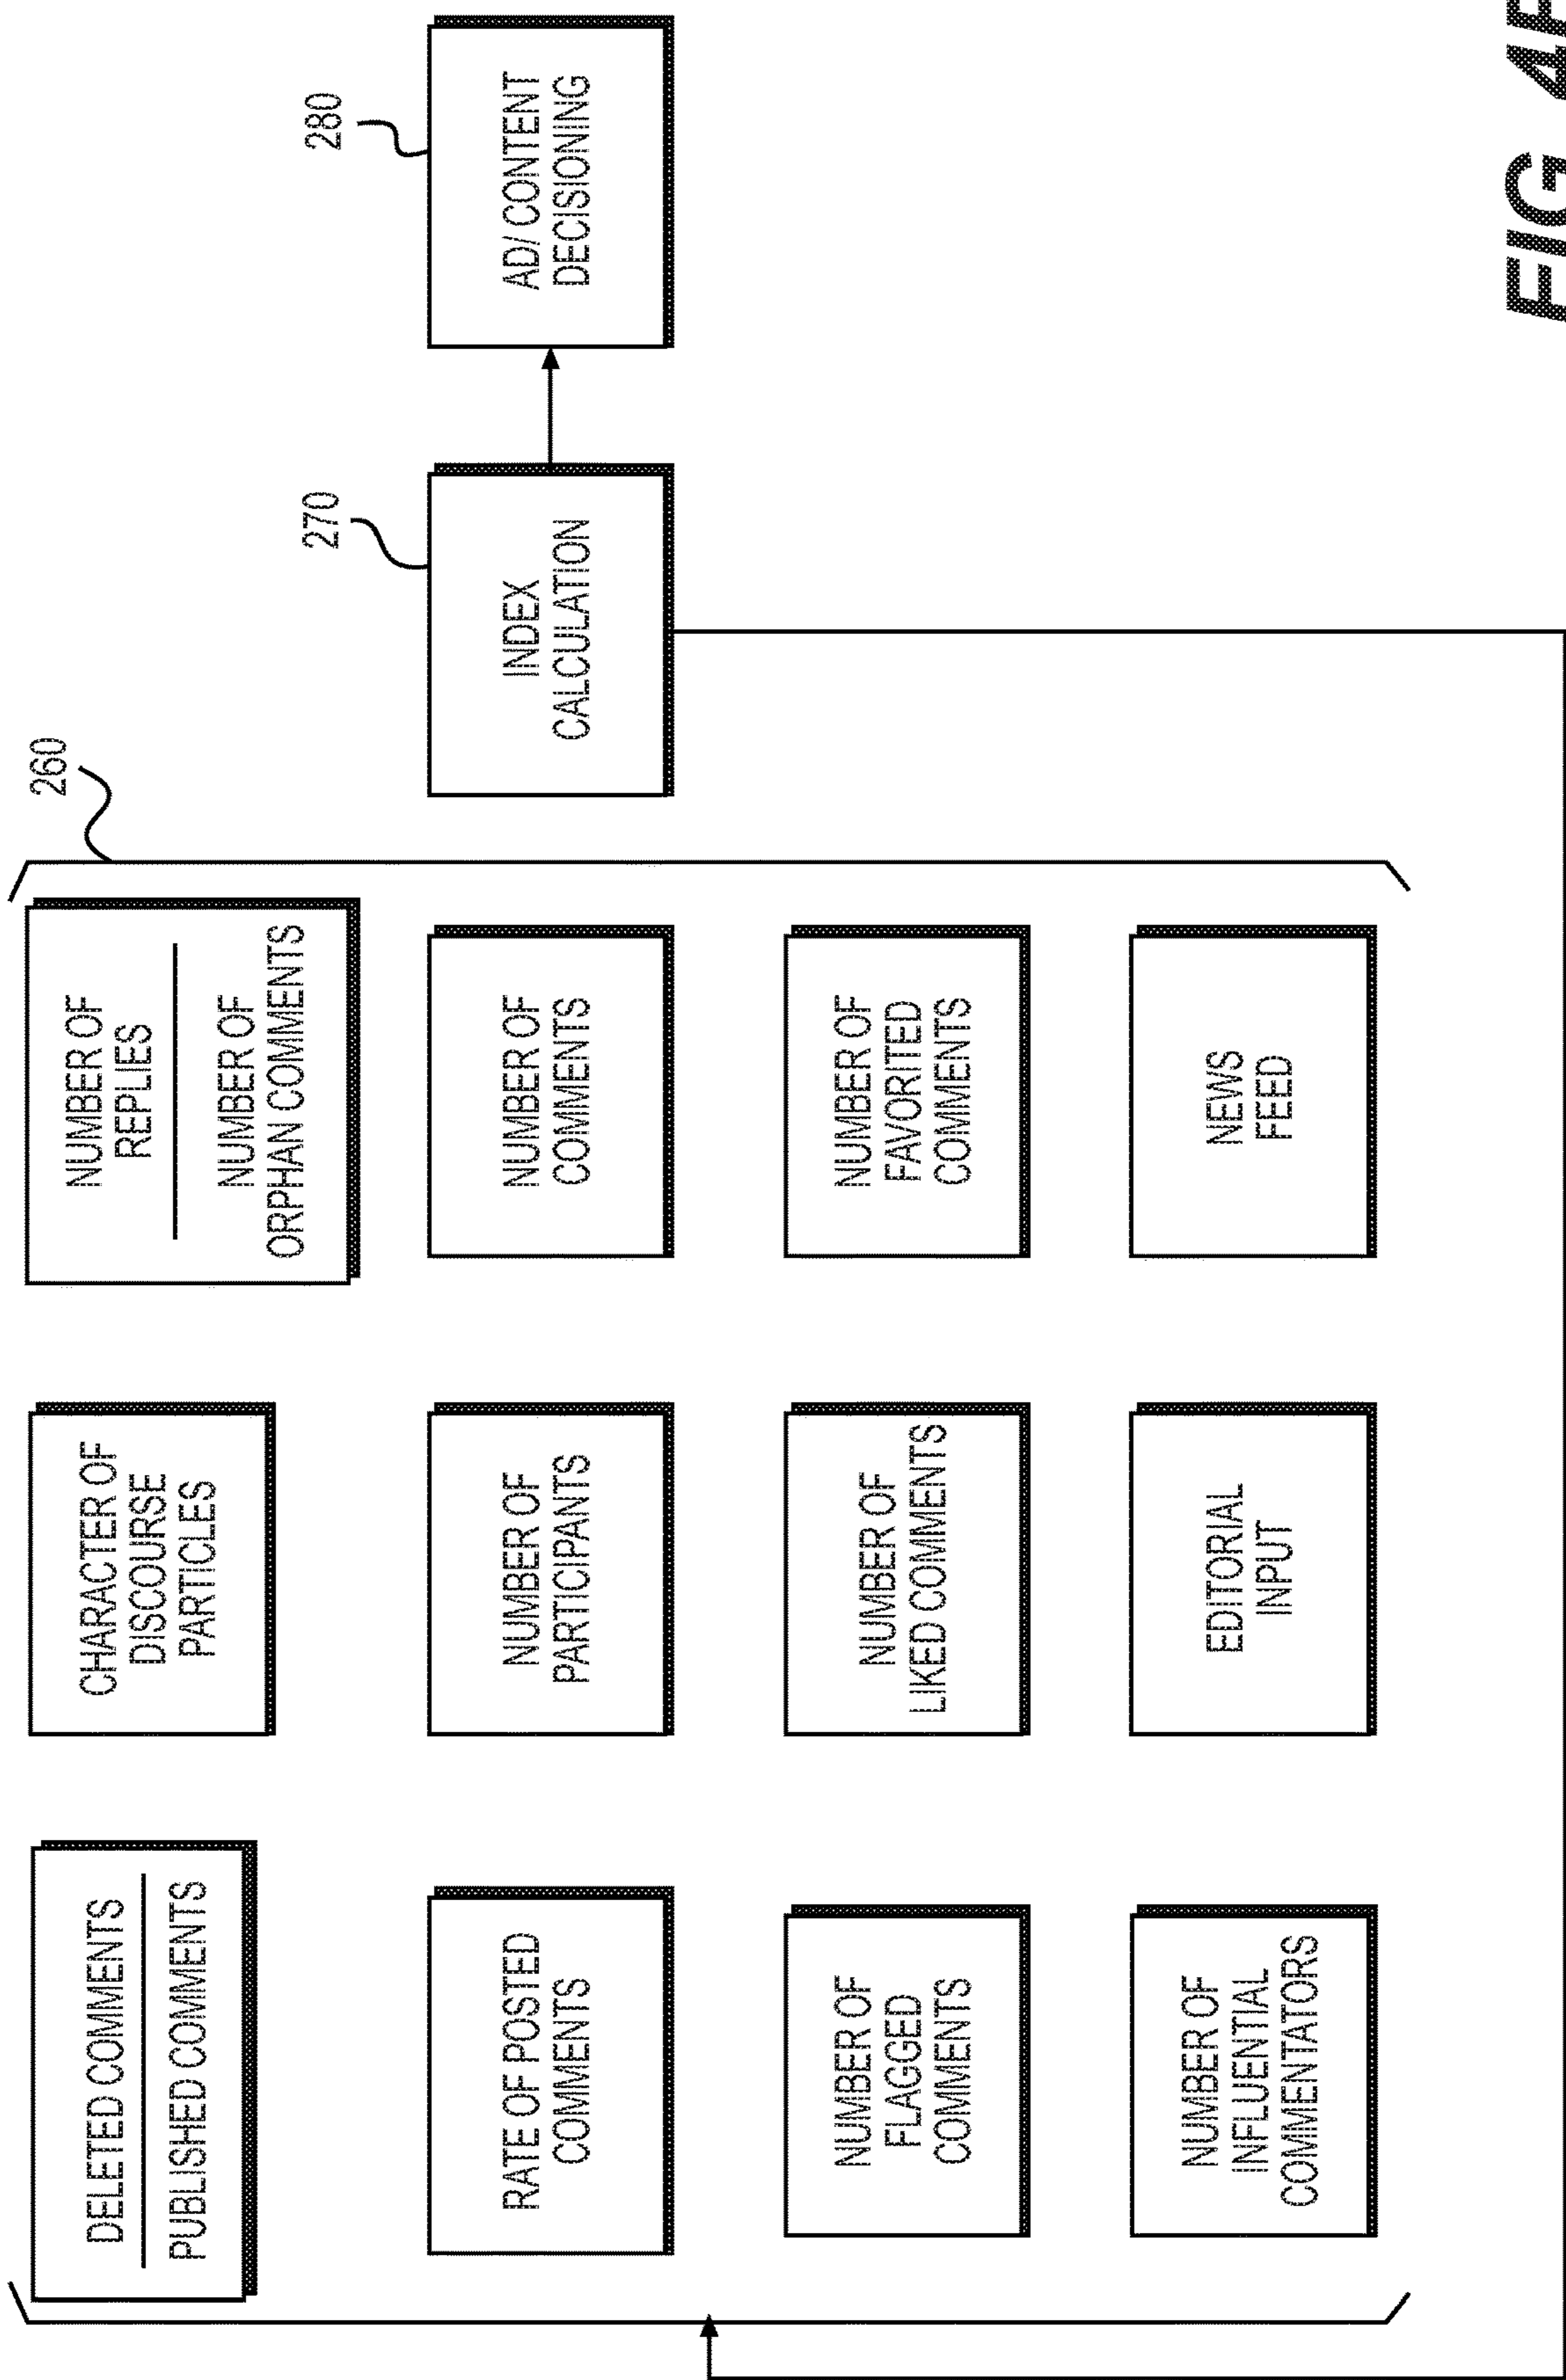 DELETED COMMENTS
PUBLISHED COMMENTS
CHARACTER OF
DISCOURSE
PARTICLES
NUMBER OF
REPLIES
NUMBER OF
ORPHAN COMMENTS
260
RATE OF POSTED
COMMENTS
NUMBER OF
PARTICIPANTS
NUMBER OF
COMMENTS
270
INDEX
CALCULATION
280
AD/ CONTENT
DECISIONING
NUMBER OF
FLAGGED
COMMENTS
NUMBER OF
LIKED COMMENTS
NUMBER OF
FAVORITED
COMMENTS
NUMBER OF
INFLUENTIAL
COMMENTATORS
EDITORIAL
INPUT
NEWS
FEED
FIG